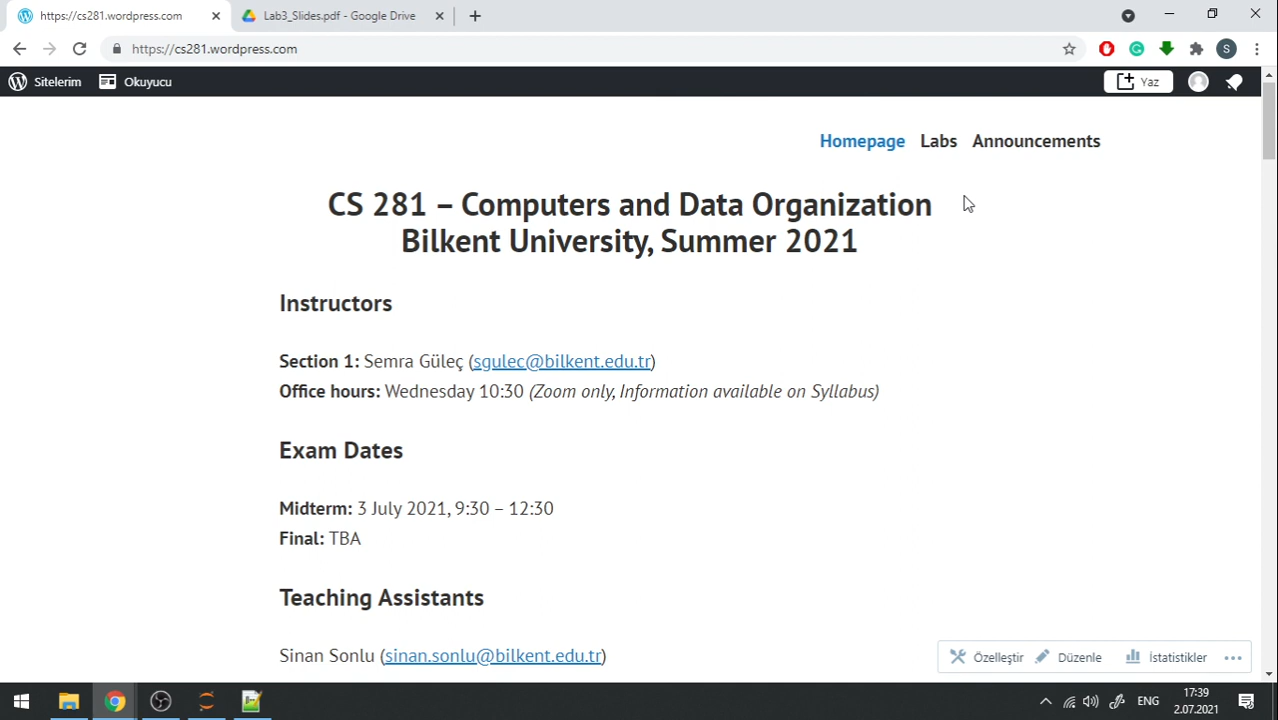 https://cs281.wordpress.com
Lab3_Slides.pdf - Google Drive
https://cs281.wordpress.com
S
Sitelerim
Okuyucu
Yaz
Homepage Labs Announcements
CS 281 – Computers and Data Organization
Bilkent University, Summer 2021
Instructors
Section 1: Semra Güleç (sgulec@bilkent.edu.tr)
Office hours: Wednesday 10:30 (Zoom only, Information available on Syllabus)
Exam Dates
Midterm: 3 July 2021, 9:30 – 12:30
Final: TBA
Teaching Assistants
Sinan Sonlu (sinan.sonlu@bilkent.edu.tr)
Özelleştir Düzenle İstatistikler
ENG
17:39
2.07.2021